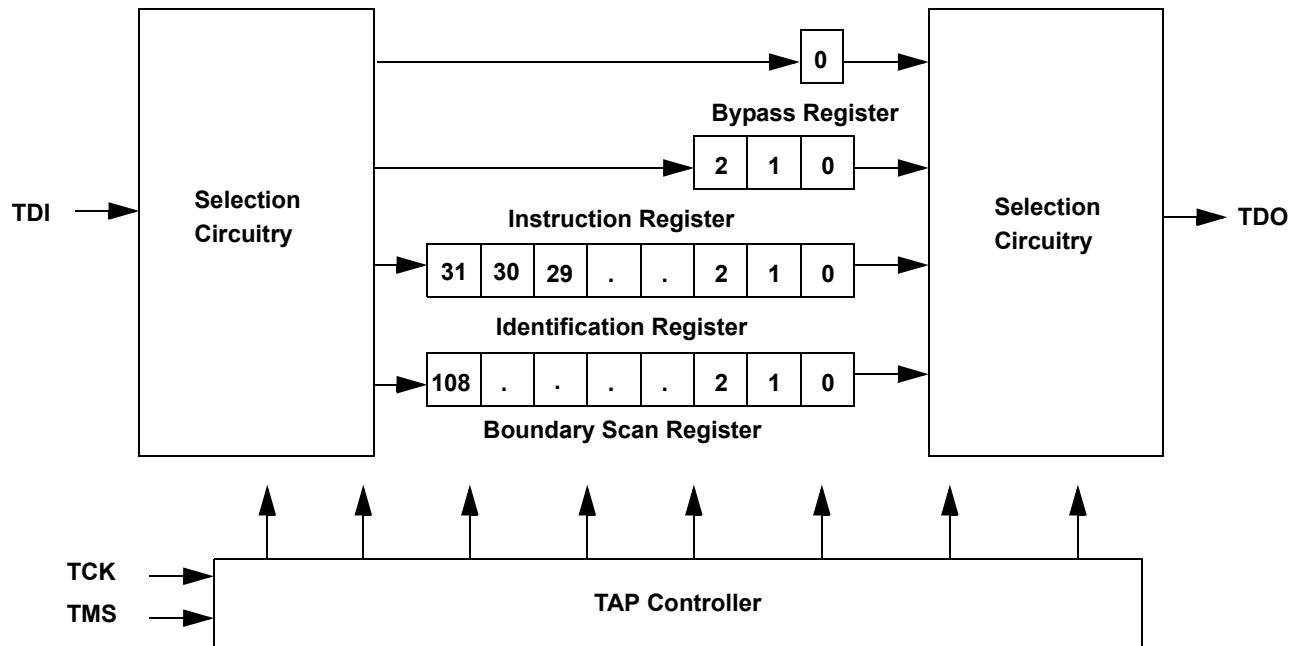 0
Bypass Register
2 1 0
Selection
Circuitry
Selection
Circuitry
TDI
TDO
Instruction Register
31 30 29 . . 2 1 0
Identification Register
108 . . . . 2 1 0
Boundary Scan Register
TCK
TMS
TAP Controller